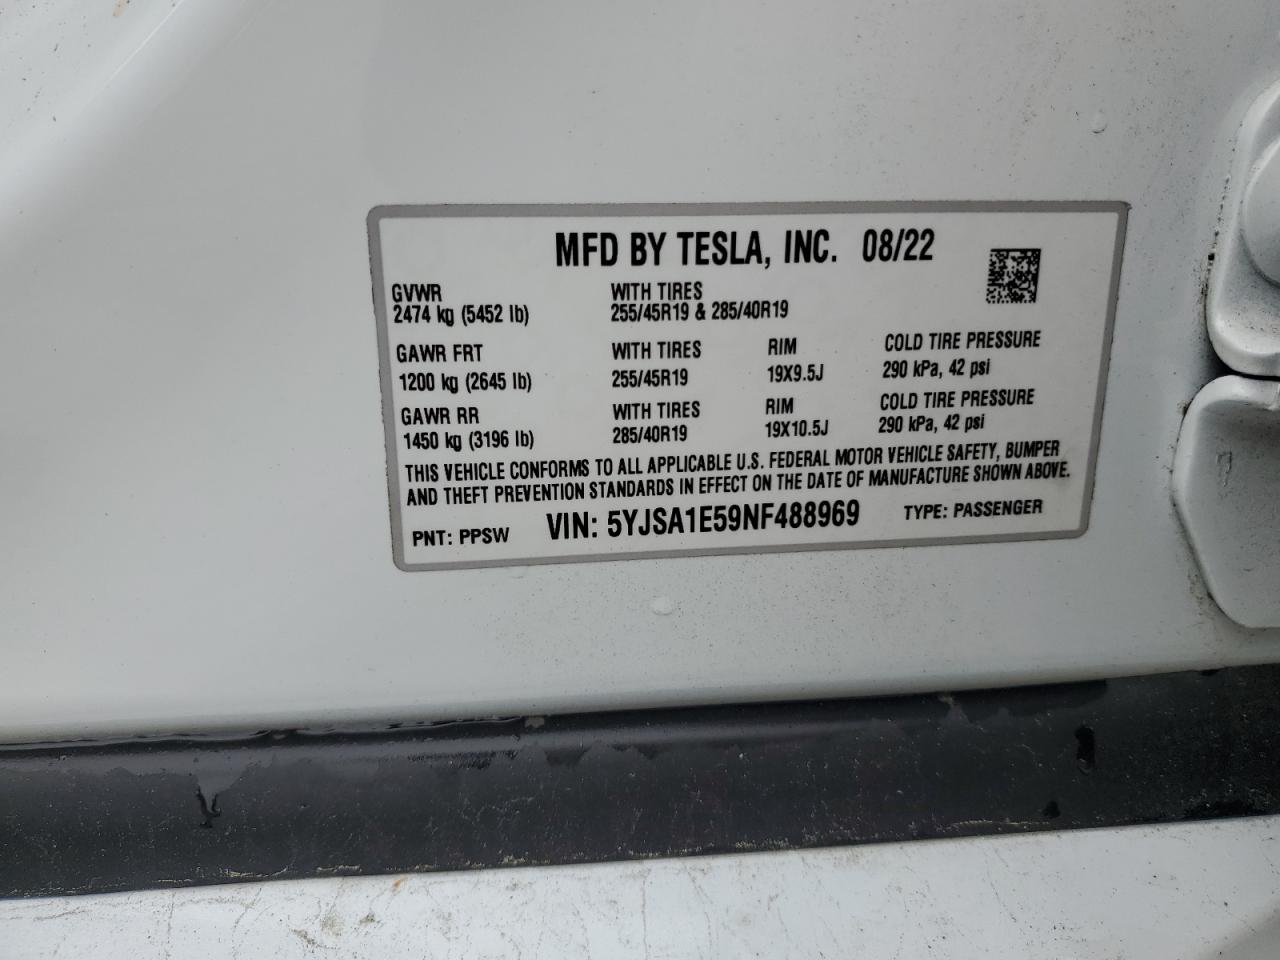 MFD BY TESLA, INC. 08/22
GVWR WITH TIRES
2474 kg (5452 lb) 255/45R19 & 285/40R19
GAWR FRT WITH TIRES RIM COLD TIRE PRESSURE
1200 kg (2645 lb) 255/45R19 19X9.5J 290 kPa, 42 psi
GAWR RR WITH TIRES RIM COLD TIRE PRESSURE
1450 kg (3196 lb) 285/40R19 19X10.5J 290 kPa, 42 psi
THIS VEHICLE CONFORMS TO ALL APPLICABLE U.S. FEDERAL MOTOR VEHICLE SAFETY, BUMPER
AND THEFT PREVENTION STANDARDS IN EFFECT ON THE DATE OF MANUFACTURE SHOWN ABOVE.
PNT: PPSW VIN: 5YJSA1E59NF488969 TYPE: PASSENGER